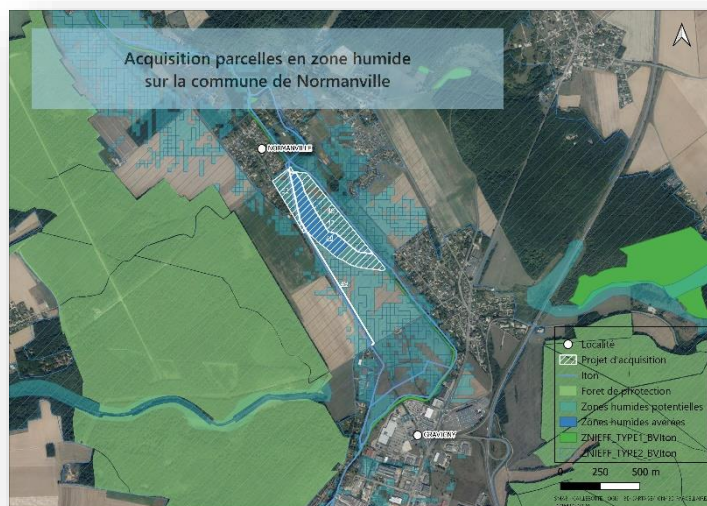 Acquisition parcelles en zone humide
sur la commune de Normanville
NORMANVILLE
GRAVIGNY
Localité
Projet d'acquisition
Iton
Foret de protection
Zones humides potentielles
Zones humides avérées
ZNIEFF_TYPE1_BVIton
ZNIEFF_TYPE2_BVIton
0 250 500 m